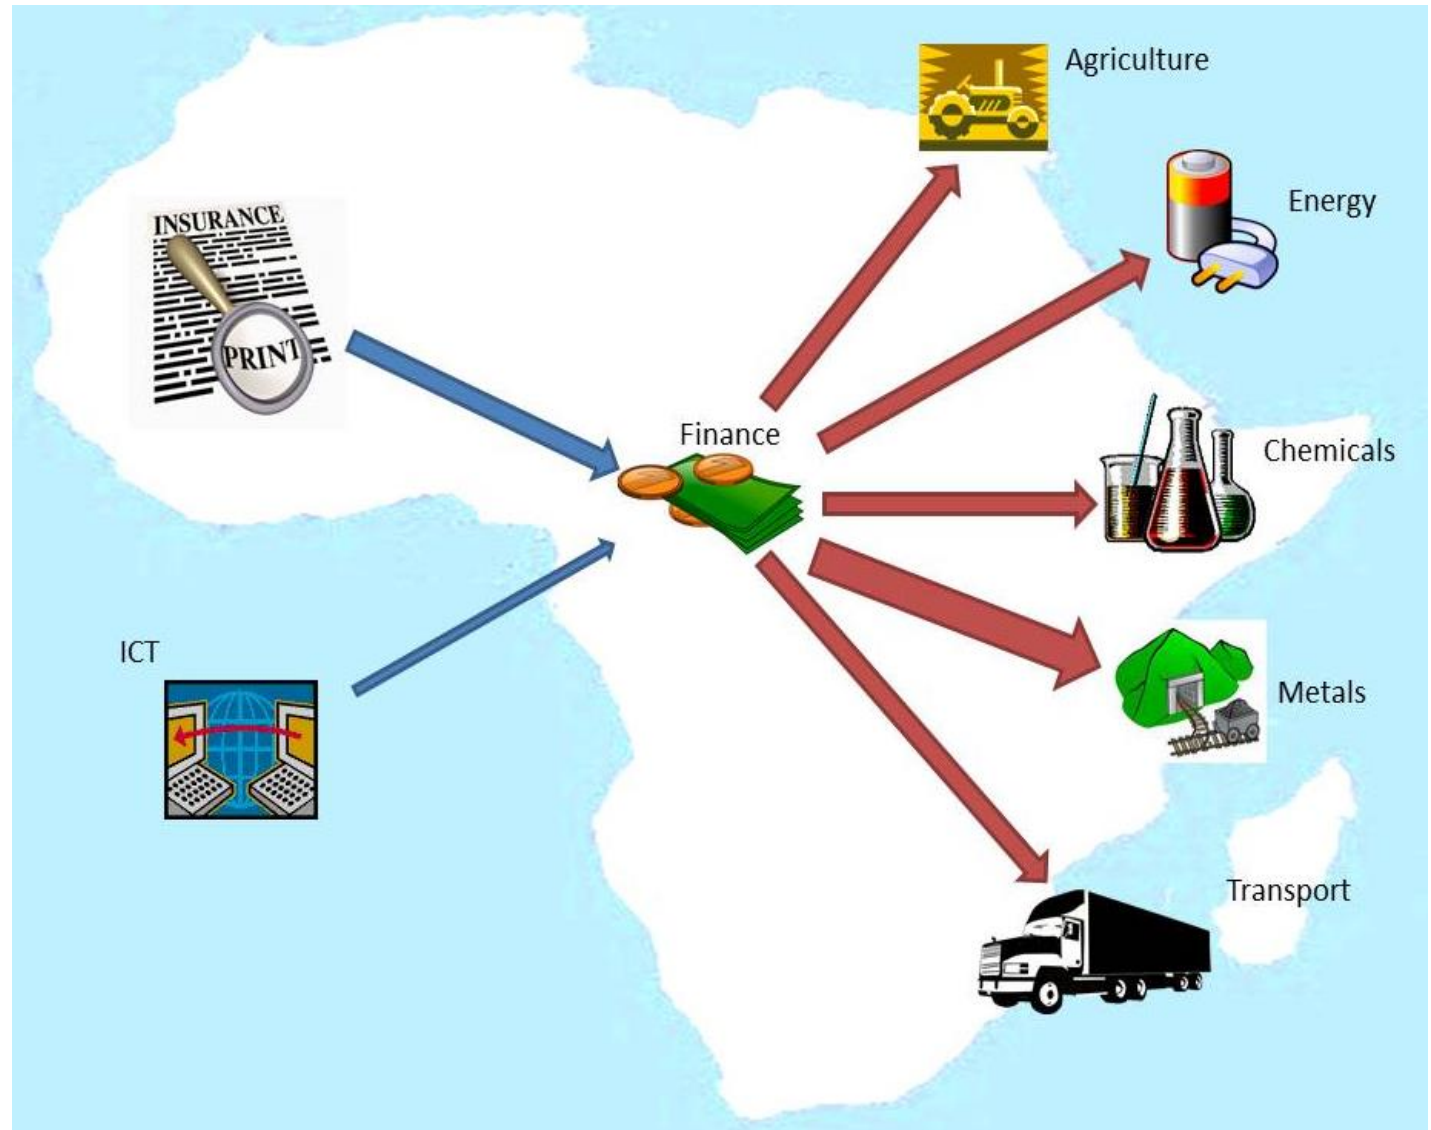 Agriculture
Energy
INSURANCE
PRINT
Finance
Chemicals
ICT
Metals
Transport